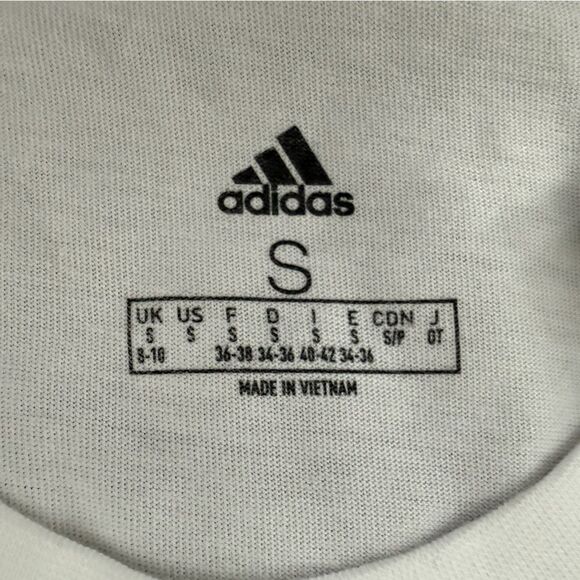 adidas
S
UK US F D I E CDN J
S S S S S S S/P OT
8-10 36-38 34-36 40-42 34-36
MADE IN VIETNAM